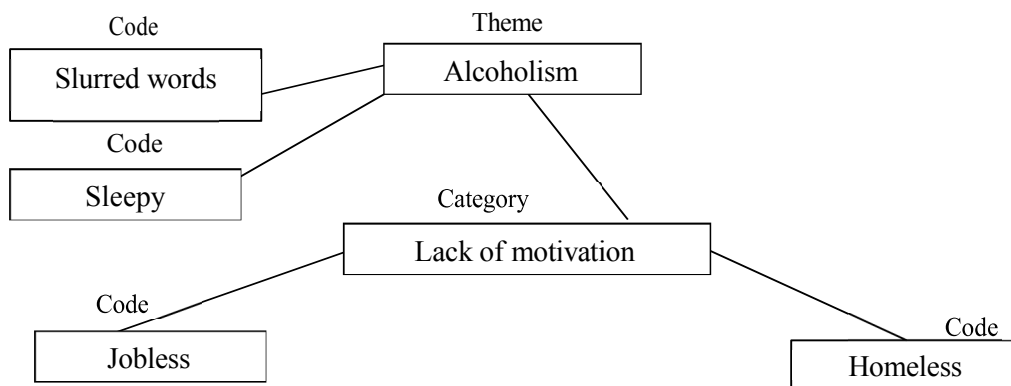 Code
Theme
Slurred words
Alcoholism
Code
Sleepy
Category
Lack of motivation
Code
Code
Jobless
Homeless